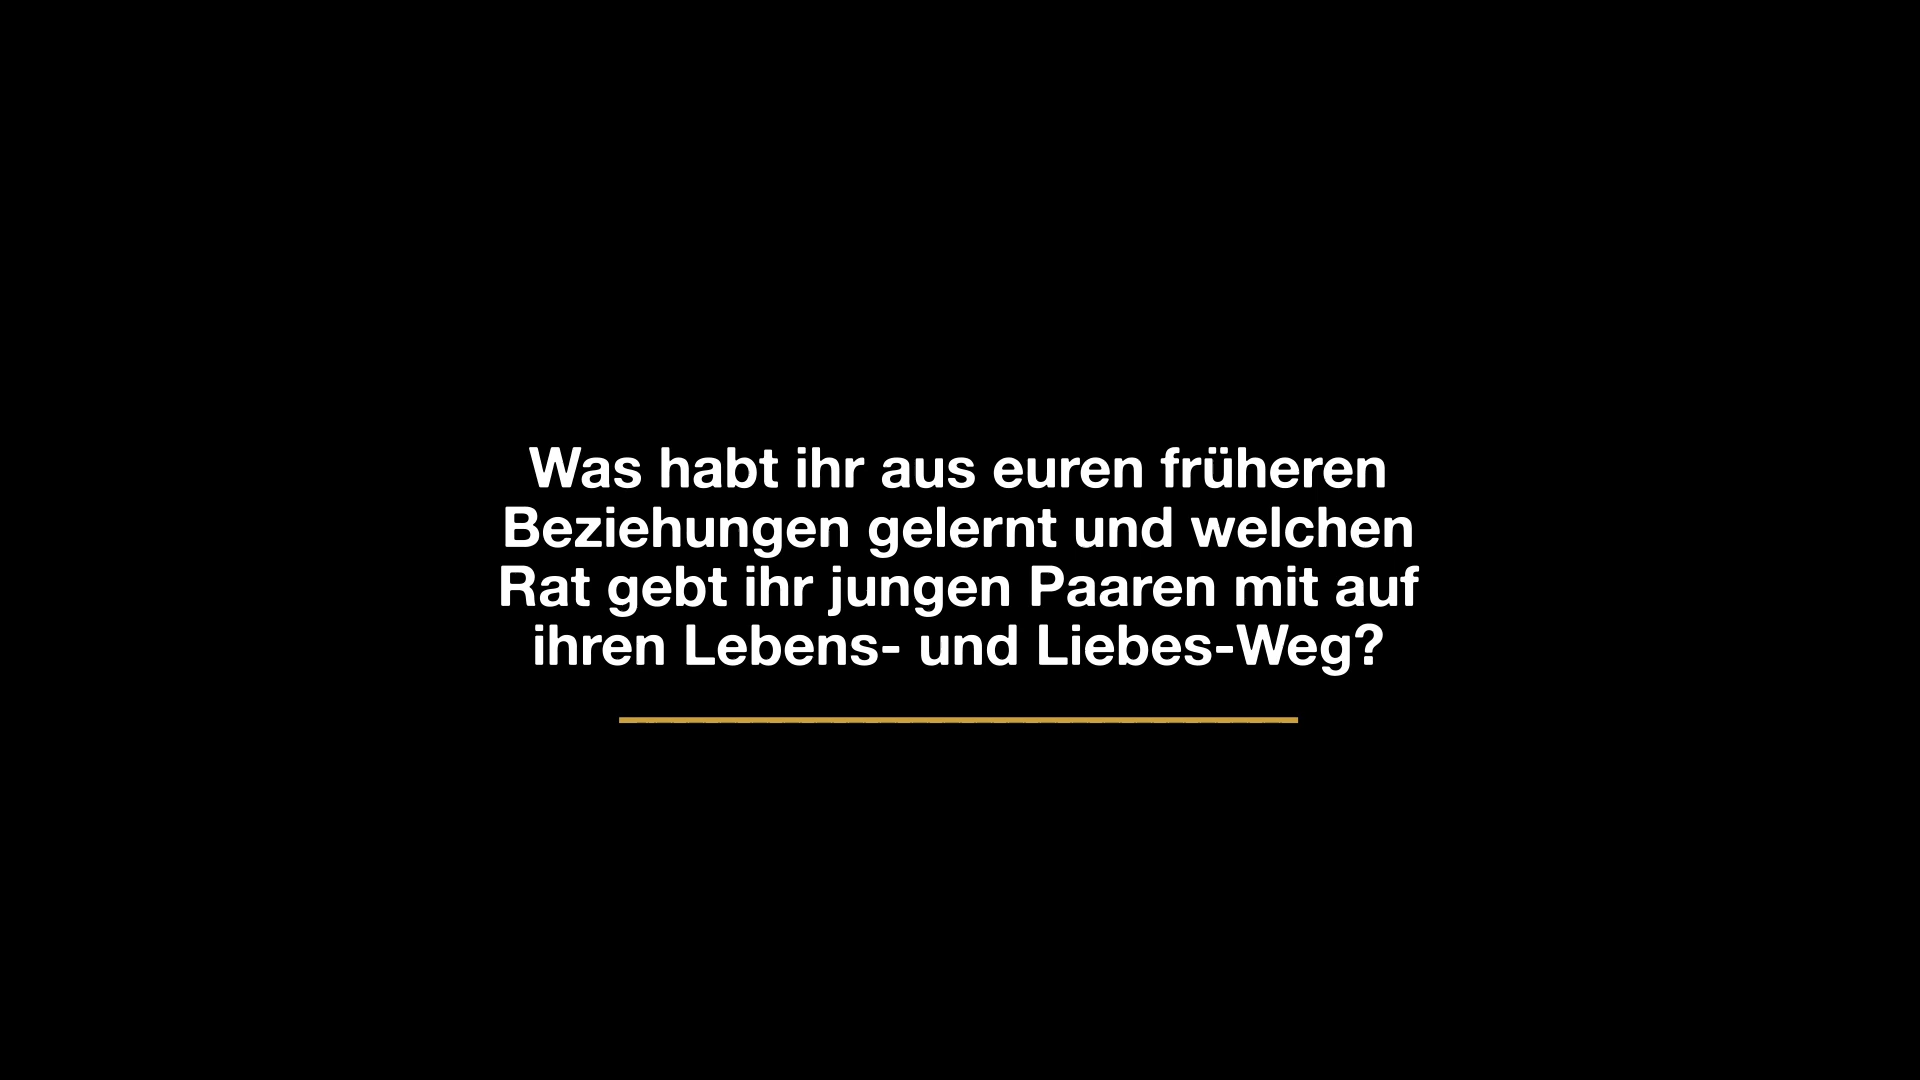 Was habt ihr aus euren früheren
Beziehungen gelernt und welchen
Rat gebt ihr jungen Paaren mit auf
ihren Lebens- und Liebes-Weg?